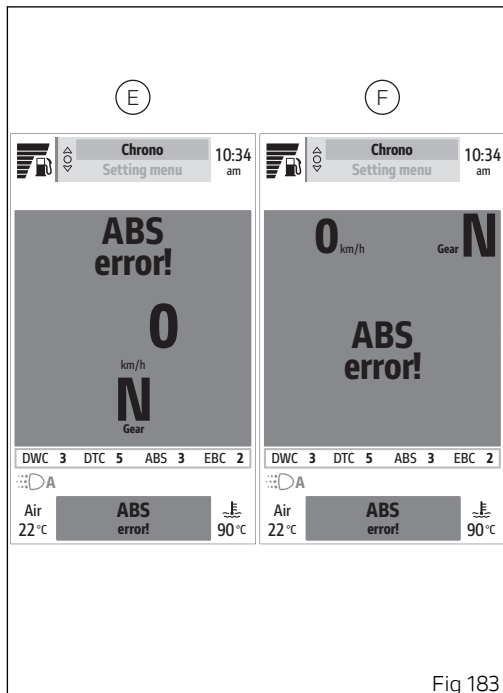 E
F
Chrono
Setting menu
10:34
am
ABS
error!
0
km/h
N
Gear
DWC 3 DTC 5 ABS 3 EBC 2
A
Air
22 °C
ABS
error!
90 °C
Chrono
Setting menu
10:34
am
0 km/h
Gear N
ABS
error!
DWC 3 DTC 5 ABS 3 EBC 2
A
Air
22 °C
ABS
error!
90 °C
Fig 183